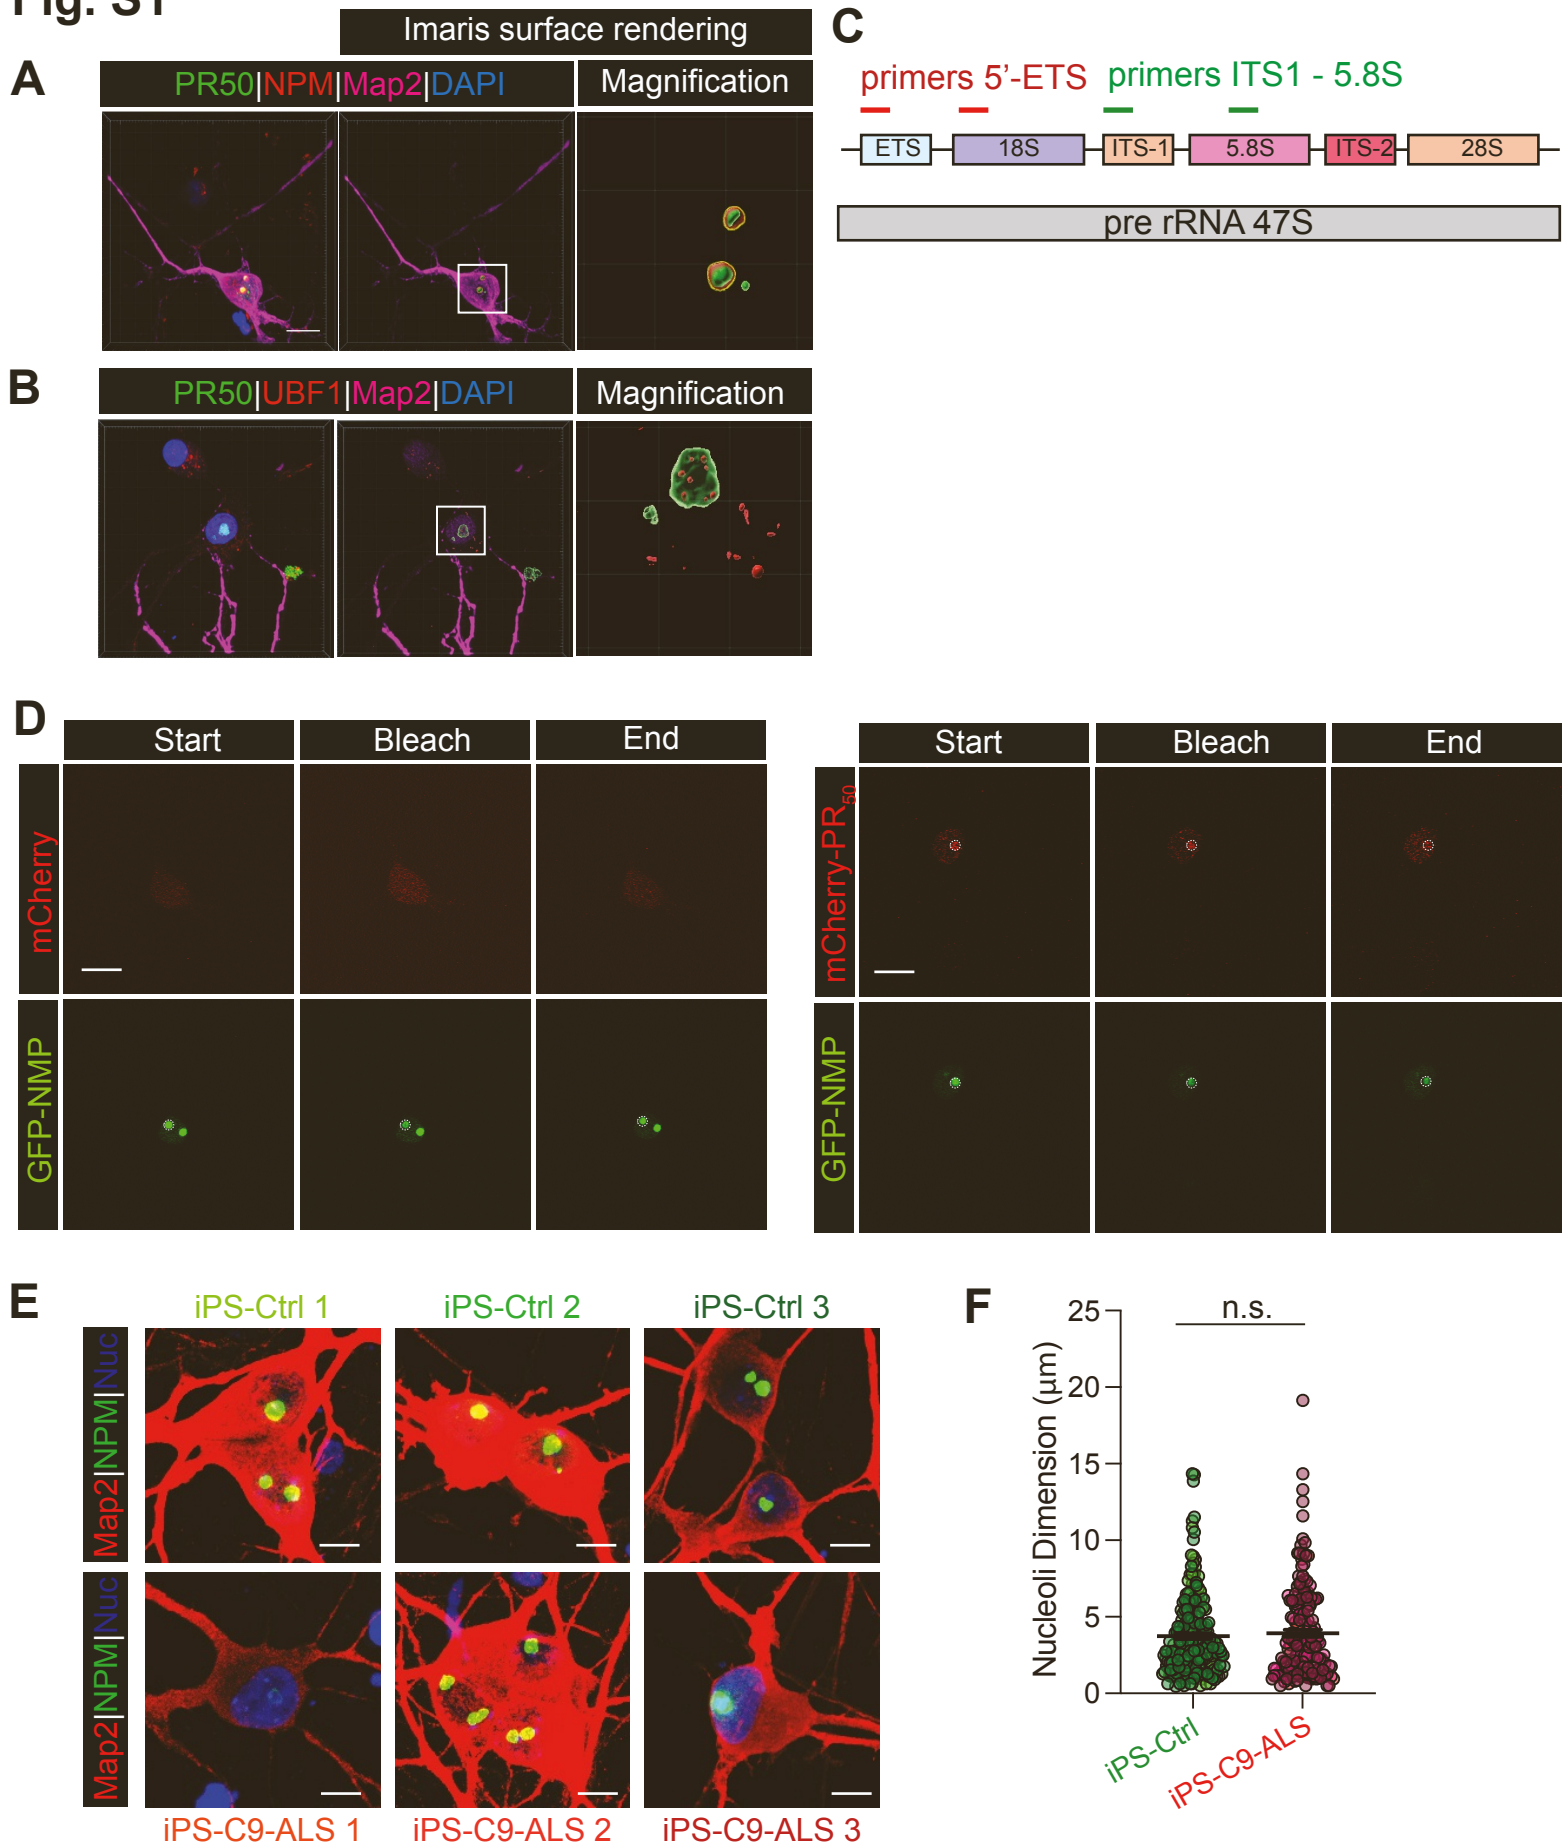 Fig. S1
Imaris surface rendering
A
PR50|NPM|Map2|DAPI
Magnification
B
PR50|UBF1|Map2|DAPI
Magnification
C
primers 5'-ETS
primers ITS1 - 5.8S
ETS
18S
ITS-1
5.8S
ITS-2
28S
pre rRNA 47S
D
Start
Bleach
End
mCherry
GFP-NMP
Start
Bleach
End
mCherry-PR50
GFP-NMP
E
iPS-Ctrl 1
iPS-Ctrl 2
iPS-Ctrl 3
Map2|NPM|Nuc
Map2|NPM|Nuc
iPS-C9-ALS 1
iPS-C9-ALS 2
iPS-C9-ALS 3
F
n.s.
Nucleoli Dimension (µm)
25
20
15
10
5
0
iPS-Ctrl
iPS-C9-ALS